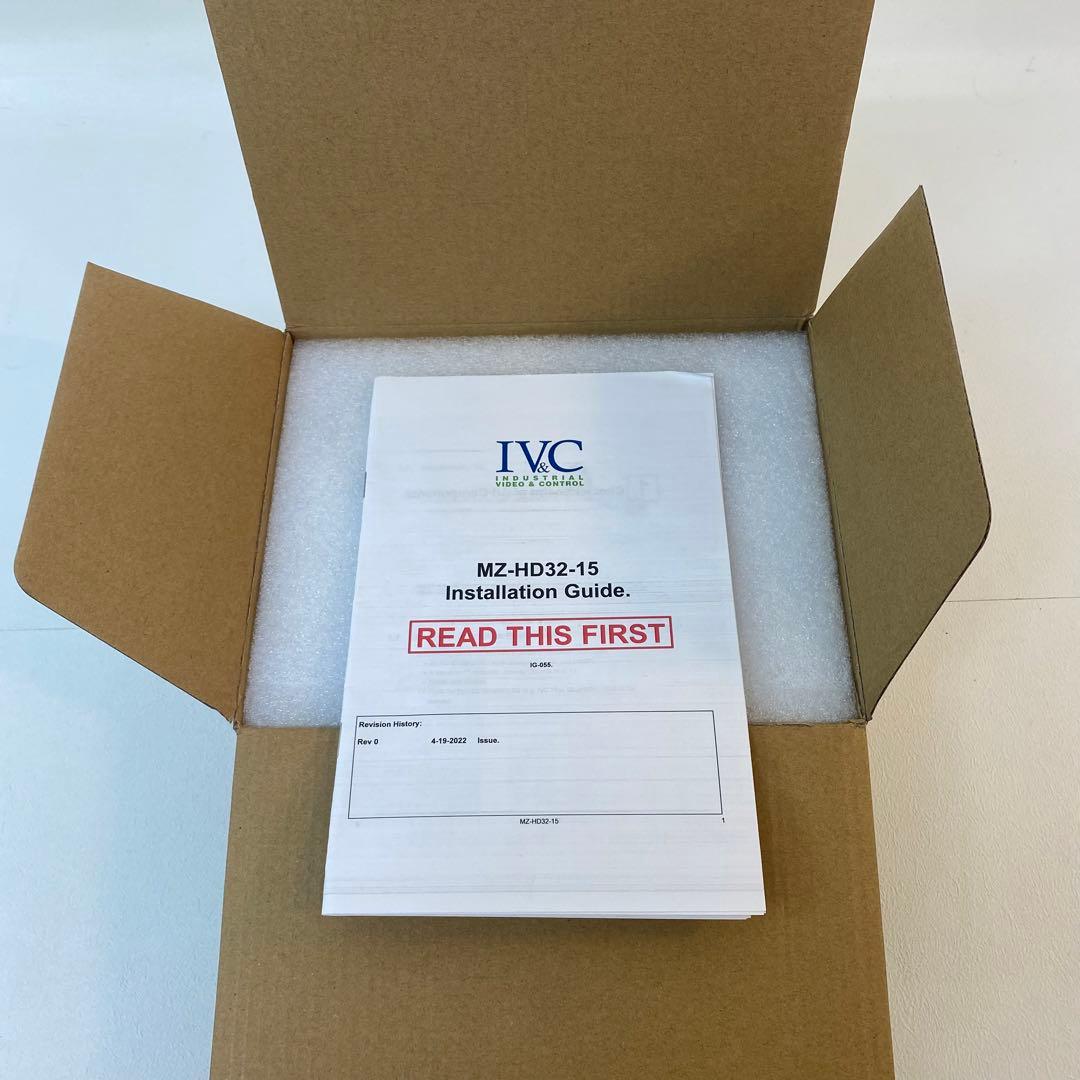 IV&C
INDUSTRIAL
VIDEO & CONTROL
MZ-HD32-15
Installation Guide.
READ THIS FIRST
IG-055.
Revision History:
Rev 0 4-19-2022 Issue.
MZ-HD32-15 1